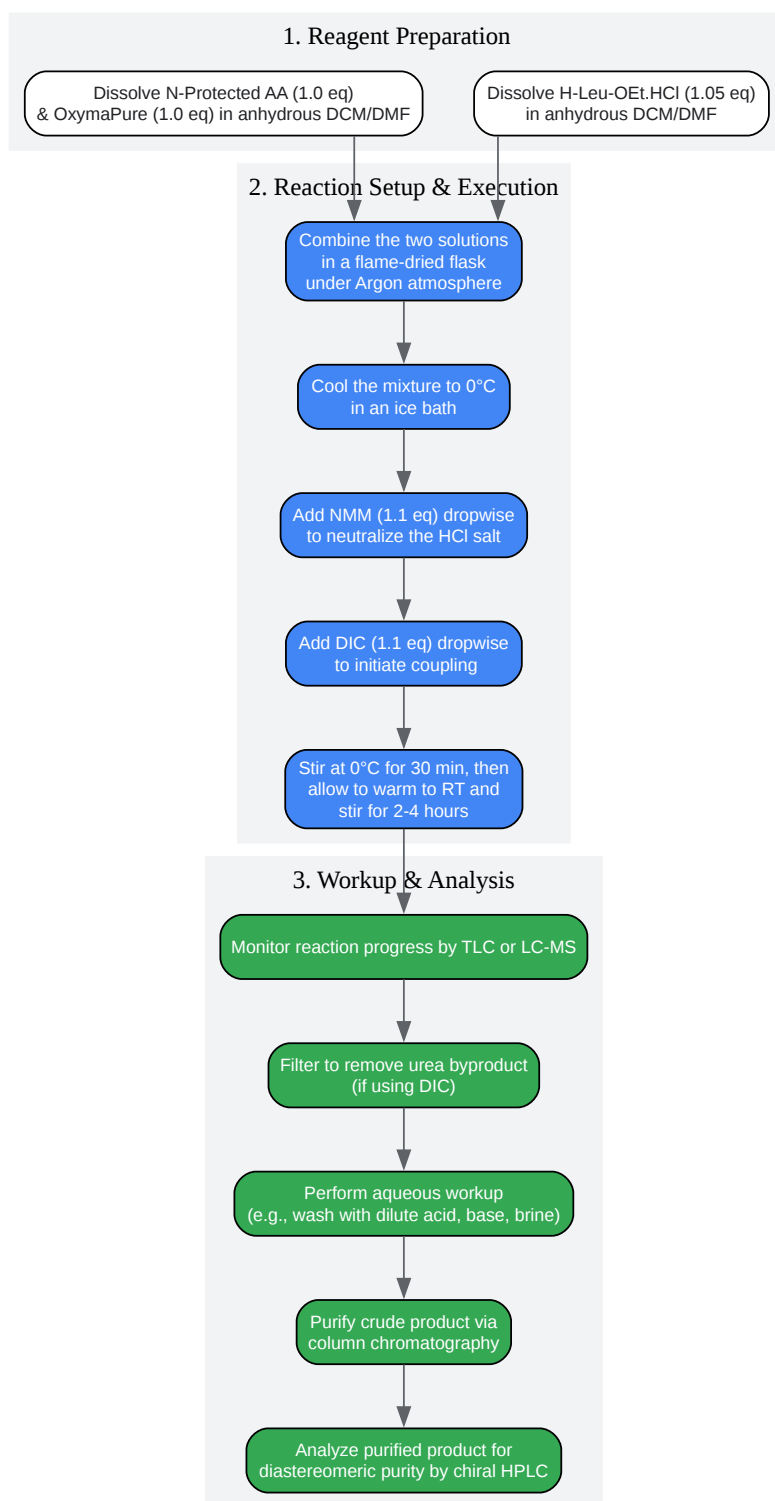 1. Reagent Preparation
Dissolve N-Protected AA (1.0 eq)
& OxymaPure (1.0 eq) in anhydrous DCM/DMF
Dissolve H-Leu-OEt.HCl (1.05 eq)
in anhydrous DCM/DMF
2. Reaction Setup & Execution
Combine the two solutions
in a flame-dried flask
under Argon atmosphere
Cool the mixture to 0°C
in an ice bath
Add NMM (1.1 eq) dropwise
to neutralize the HCl salt
Add DIC (1.1 eq) dropwise
to initiate coupling
Stir at 0°C for 30 min, then
allow to warm to RT and
stir for 2-4 hours
3. Workup & Analysis
Monitor reaction progress by TLC or LC-MS
Filter to remove urea byproduct
(if using DIC)
Perform aqueous workup
(e.g., wash with dilute acid, base, brine)
Purify crude product via
column chromatography
Analyze purified product for
diastereomeric purity by chiral HPLC